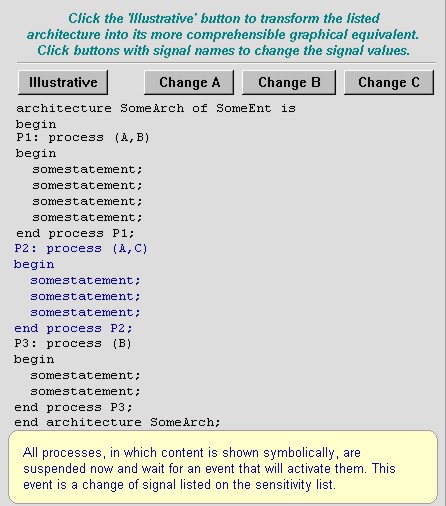 Click the 'Illustrative' button to transform the listed
architecture into its more comprehensible graphical equivalent.
Click buttons with signal names to change the signal values.
Illustrative Change A Change B Change C
architecture SomeArch of SomeEnt is
begin
P1: process (A,B)
begin
somestatement;
somestatement;
somestatement;
somestatement;
end process P1;
P2: process (A,C)
begin
somestatement;
somestatement;
somestatement;
end process P2;
P3: process (B)
begin
somestatement;
somestatement;
end process P3;
end architecture SomeArch;
All processes, in which content is shown symbolically, are
suspended now and wait for an event that will activate them. This
event is a change of signal listed on the sensitivity list.